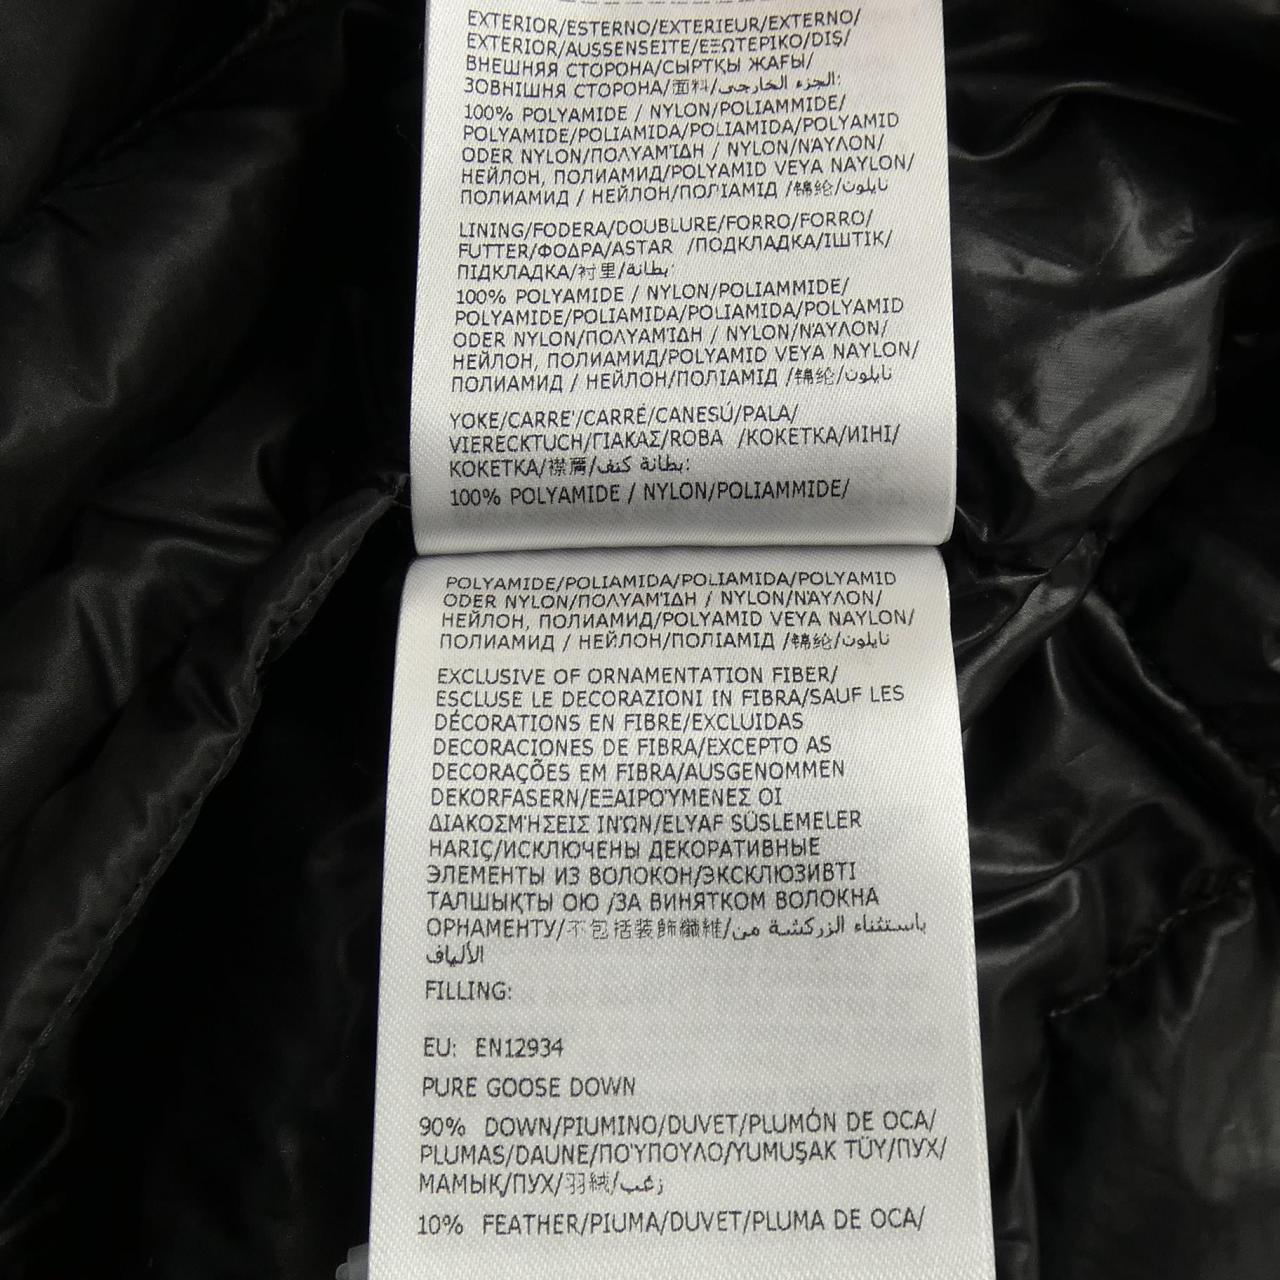 EXTERIOR/ESTERNO/EXTERIEUR/EXTERNO/
EXTERIOR/AUSSENSEITE/ΕΞΩΤΕΡΙΚΟ/DIŞ/
ВНЕШНЯЯ СТОРОНА/СЫРТҚЫ ЖАҒЫ/
ЗОВНІШНЯ СТОРОНА/面料/الجزء الخارجي:
100% POLYAMIDE / NYLON/POLIAMMIDE/
POLYAMIDE/POLIAMIDA/POLIAMIDA/POLYAMID
ODER NYLON/ΠΟΛΥΑΜΊΔΗ / NYLON/ΝΆΥΛΟΝ/
НЕЙЛОН, ПОЛИАМИД/POLYAMID VEYA NAYLON/
ПОЛИАМИД / НЕЙЛОН/ПОЛІАМІД /锦纶/نايلون
LINING/FODERA/DOUBLURE/FORRO/FORRO/
FUTTER/ΦΟΔΡΑ/ASTAR /ПОДКЛАДКА/ІШТІК/
ПІДКЛАДКА/衬里/بطانة:
100% POLYAMIDE / NYLON/POLIAMMIDE/
POLYAMIDE/POLIAMIDA/POLIAMIDA/POLYAMID
ODER NYLON/ΠΟΛΥΑΜΊΔΗ / NYLON/ΝΆΥΛΟΝ/
НЕЙЛОН, ПОЛИАМИД/POLYAMID VEYA NAYLON/
ПОЛИАМИД / НЕЙЛОН/ПОЛІАМІД /锦纶/نايلون
YOKE/CARRE'/CARRÉ/CANESÚ/PALA/
VIERECKTUCH/ΓΙΑΚΑΣ/ROBA /КОКЕТКА/ИІНІ/
КОКЕТКА/襟肩/بطانة كتف:
100% POLYAMIDE / NYLON/POLIAMMIDE/
POLYAMIDE/POLIAMIDA/POLIAMIDA/POLYAMID
ODER NYLON/ΠΟΛΥΑΜΊΔΗ / NYLON/ΝΆΥΛΟΝ/
НЕЙЛОН, ПОЛИАМИД/POLYAMID VEYA NAYLON/
ПОЛИАМИД / НЕЙЛОН/ПОЛІАМІД /锦纶/نايلون
EXCLUSIVE OF ORNAMENTATION FIBER/
ESCLUSE LE DECORAZIONI IN FIBRA/SAUF LES
DÉCORATIONS EN FIBRE/EXCLUIDAS
DECORACIONES DE FIBRA/EXCEPTO AS
DECORAÇÕES EM FIBRA/AUSGENOMMEN
DEKORFASERN/ΕΞΑΙΡΟΎΜΕΝΕΣ ΟΙ
ΔΙΑΚΟΣΜΉΣΕΙΣ ΙΝΏΝ/ELYAF SÜSLEMELER
HARIÇ/ИСКЛЮЧЕНЫ ДЕКОРАТИВНЫЕ
ЭЛЕМЕНТЫ ИЗ ВОЛОКОН/ЭКСКЛЮЗИВТІ
ТАЛШЫҚТЫ ОЮ /ЗА ВИНЯТКОМ ВОЛОКНА
ОРНАМЕНТУ/不包括装飾纖維/باستثناء الزركشة من
الألياف
FILLING:
EU: EN12934
PURE GOOSE DOWN
90% DOWN/PIUMINO/DUVET/PLUMÓN DE OCA/
PLUMAS/DAUNE/ΠΟΎΠΟΥΛΟ/YUMUŞAK TÜY/ПУХ/
МАМЫҚ/ПУХ/羽絨/زغب
10% FEATHER/PIUMA/DUVET/PLUMA DE OCA/